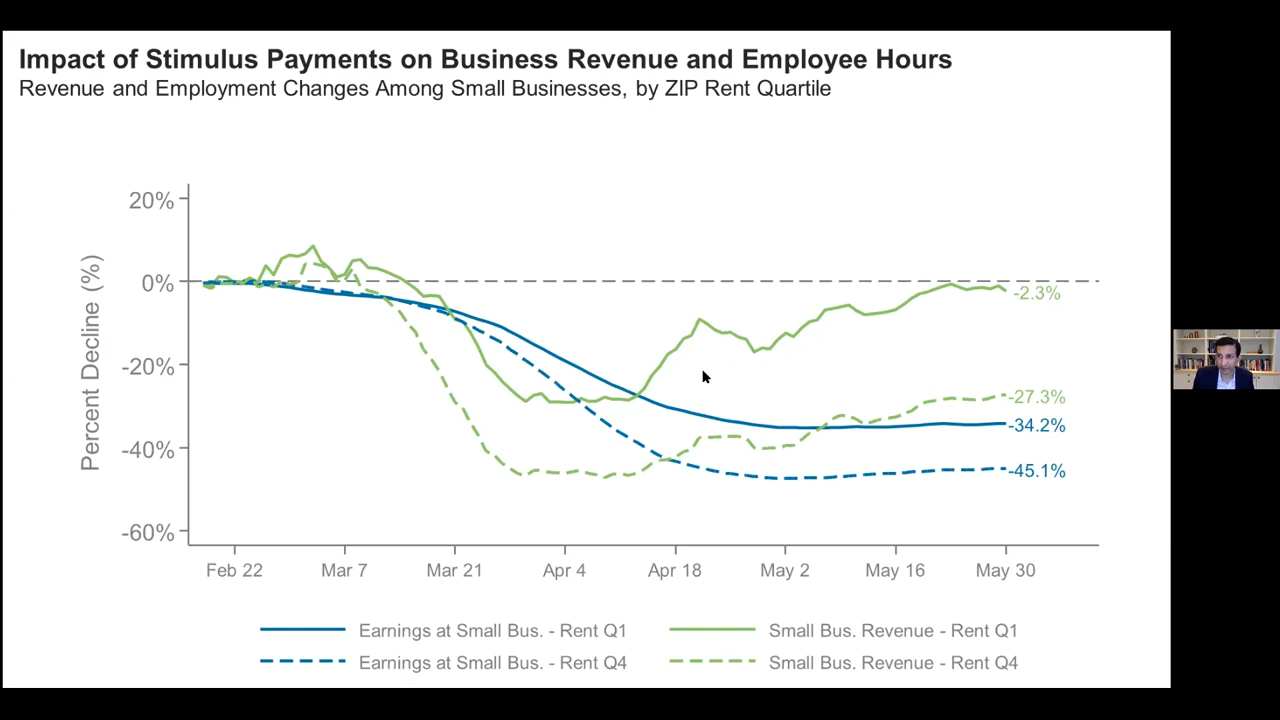 Impact of Stimulus Payments on Business Revenue and Employee Hours
Revenue and Employment Changes Among Small Businesses, by ZIP Rent Quartile
Percent Decline (%)
20%
0%
-20%
-40%
-60%
-2.3%
-27.3%
-34.2%
-45.1%
Feb 22 Mar 7 Mar 21 Apr 4 Apr 18 May 2 May 16 May 30
Earnings at Small Bus. - Rent Q1 Small Bus. Revenue - Rent Q1
Earnings at Small Bus. - Rent Q4 Small Bus. Revenue - Rent Q4